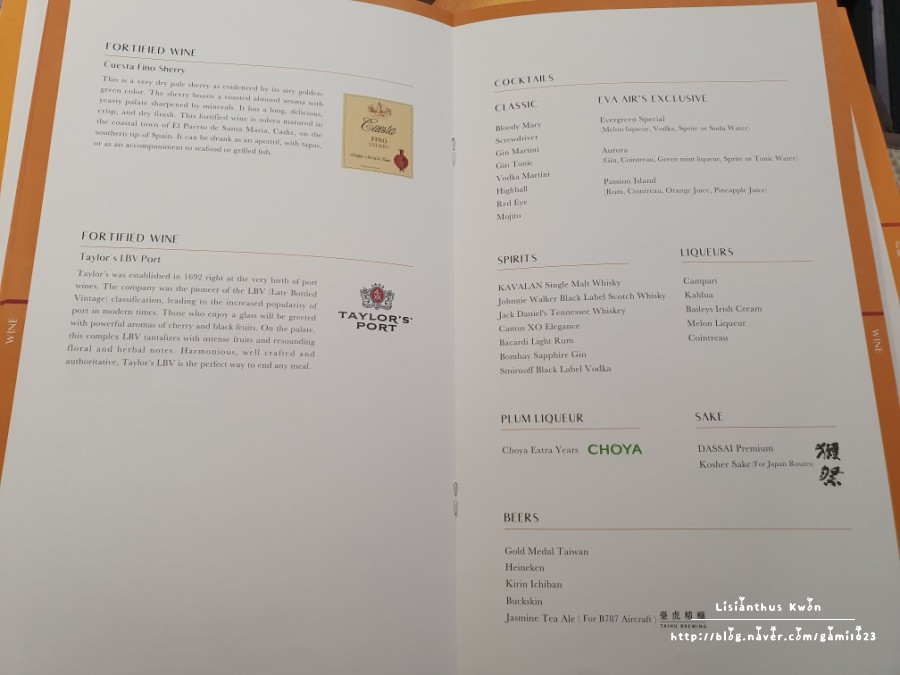 FORTIFIED WINE
Cuesta Fino Sherry
This is a very dry pale sherry as evidenced by its airy golden-
green color. The sherry boasts a roasted almond aroma with
yeasty palate sharpened by minerals. It has a long, delicious,
crisp, and dry finish. This fortified wine is solera matured in
the coastal town of El Puerto de Santa Maria, Cadiz, on the
southern tip of Spain. It can be drunk as an aperitif, with tapas,
or as an accompaniment to seafood or grilled fish.
Cuesta
FINO
SHERRY
FORTIFIED WINE
Taylor's LBV Port
Taylor's was established in 1692 right at the very birth of port
wines. The company was the pioneer of the LBV (Late Bottled
Vintage) classification, leading to the increased popularity of
port in modern times. Those who enjoy a glass will be greeted
with powerful aromas of cherry and black fruits. On the palate,
this complex LBV tantalizes with intense fruits and resounding
floral and herbal notes. Harmonious, well crafted and
authoritative, Taylor's LBV is the perfect way to end any meal.
TAYLOR'S
PORT
WINE
COCKTAILS
CLASSIC
Bloody Mary
Screwdriver
Gin Martini
Gin Tonic
Vodka Martini
Highball
Red Eye
Mojito
EVA AIR'S EXCLUSIVE
Evergreen Special
(Melon liqueur, Vodka, Sprite or Soda Water)
Aurora
(Gin, Cointreau, Green mint liqueur, Sprite or Tonic Water)
Passion Island
(Rum, Cointreau, Orange Juice, Pineapple Juice)
SPIRITS
KAVALAN Single Malt Whisky
Johnnie Walker Black Label Scotch Whisky
Jack Daniel's Tennessee Whiskey
Camus XO Elegance
Bacardi Light Rum
Bombay Sapphire Gin
Smirnoff Black Label Vodka
LIQUEURS
Campari
Kahlua
Baileys Irish Cream
Melon Liqueur
Cointreau
PLUM LIQUEUR
Choya Extra Years CHOYA
SAKE
DASSAI Premium
Kosher Sake (For Japan Routes)
獺祭
BEERS
Gold Medal Taiwan
Heineken
Kirin Ichiban
Buckskin
Jasmine Tea Ale ( For B787 Aircraft ) 臺虎精釀
TAIHU BREWING
WINE
Lisianthus Kwon
http://blog.naver.com/gamito23